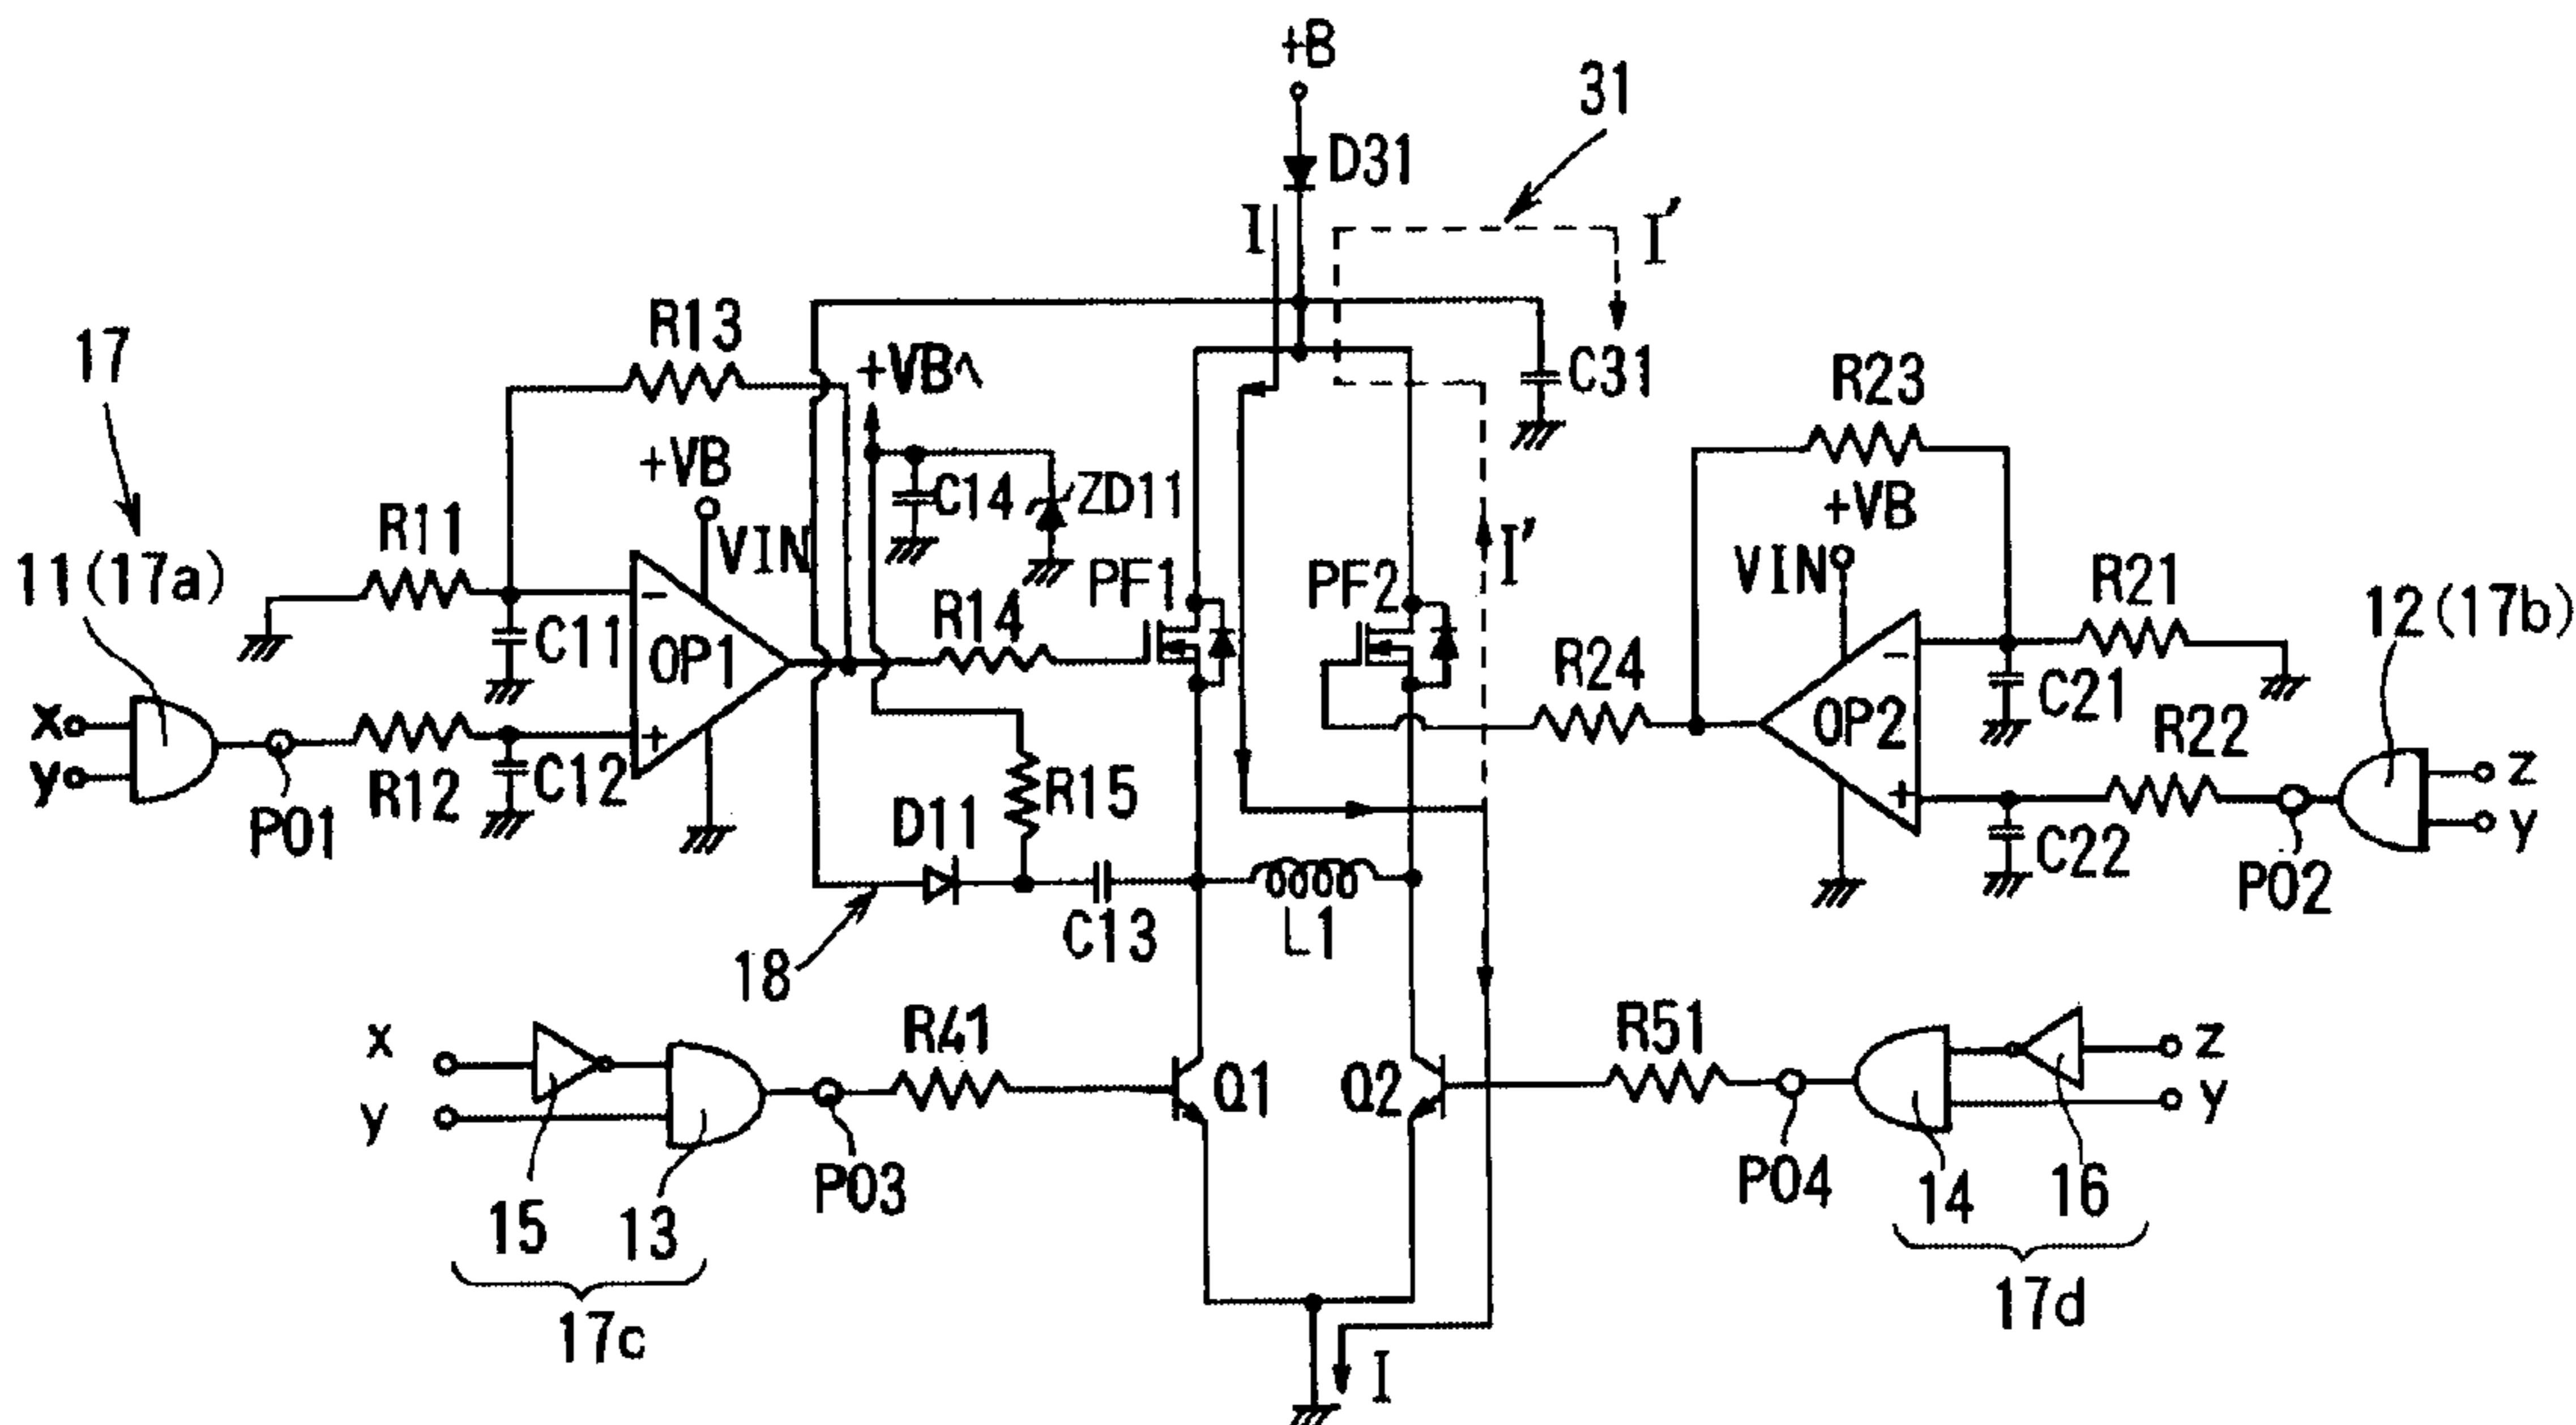 +B
31
D31
I
I'
R13
17
+VB^
C31
R23
+VB
C14
ZD11
+VB
R11
VIN
I'
VIN
R21
11(17a)
PF1
PF2
12(17b)
R14
C11
OP1
R24
C21
OP2
R22
x
y
z
y
R12
C12
R15
P01
D11
C22
P02
C13
L1
18
R41
R51
x
y
z
y
Q1
Q2
P03
P04
15
13
14
16
17c
17d
I
-
+
-
+